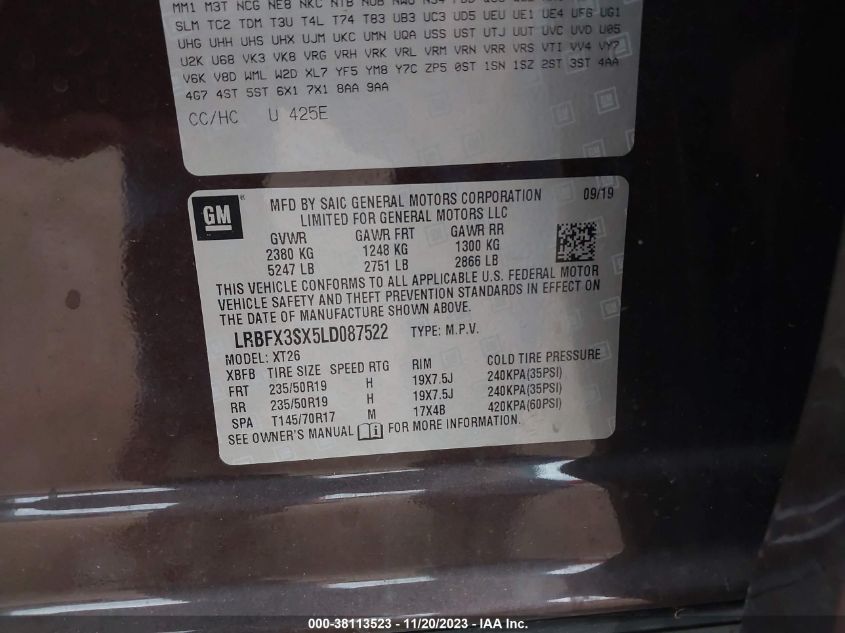 MM1 M3T NCG NE8 NKC NTB NUB NWU
SLM TC2 TDM T3U T4L T74 T83 UB3 UC3 UD5 UEU UE1 UE4 UFG UG1
UHG UHH UHS UHX UJM UKC UMN UQA USS UST UTJ UUT UVC UVD U05
U2K U68 VK3 VK8 VRG VRH VRK VRL VRM VRN VRR VRS VTI VV4 VY7
V6K V8D WML W2D XL7 YF5 YM8 Y7C ZP5 0ST 1SN 1SZ 2ST 3ST 4AA
4G7 4ST 5ST 6X1 7X1 8AA 9AA
CC/HC U 425E
GM ® MFD BY SAIC GENERAL MOTORS CORPORATION 09/19
LIMITED FOR GENERAL MOTORS LLC
GVWR GAWR FRT GAWR RR
2380 KG 1248 KG 1300 KG
5247 LB 2751 LB 2866 LB
THIS VEHICLE CONFORMS TO ALL APPLICABLE U.S. FEDERAL MOTOR
VEHICLE SAFETY AND THEFT PREVENTION STANDARDS IN EFFECT ON
THE DATE OF MANUFACTURE SHOWN ABOVE.
LRBFX3SX5LD087522 TYPE: M.P.V.
MODEL: XT26
XBFB TIRE SIZE SPEED RTG RIM COLD TIRE PRESSURE
FRT 235/50R19 H 19X7.5J 240KPA(35PSI)
RR 235/50R19 H 19X7.5J 240KPA(35PSI)
SPA T145/70R17 M 17X4B 420KPA(60PSI)
SEE OWNER'S MANUAL FOR MORE INFORMATION.
000-38113523 - 11/20/2023 - IAAI Inc.